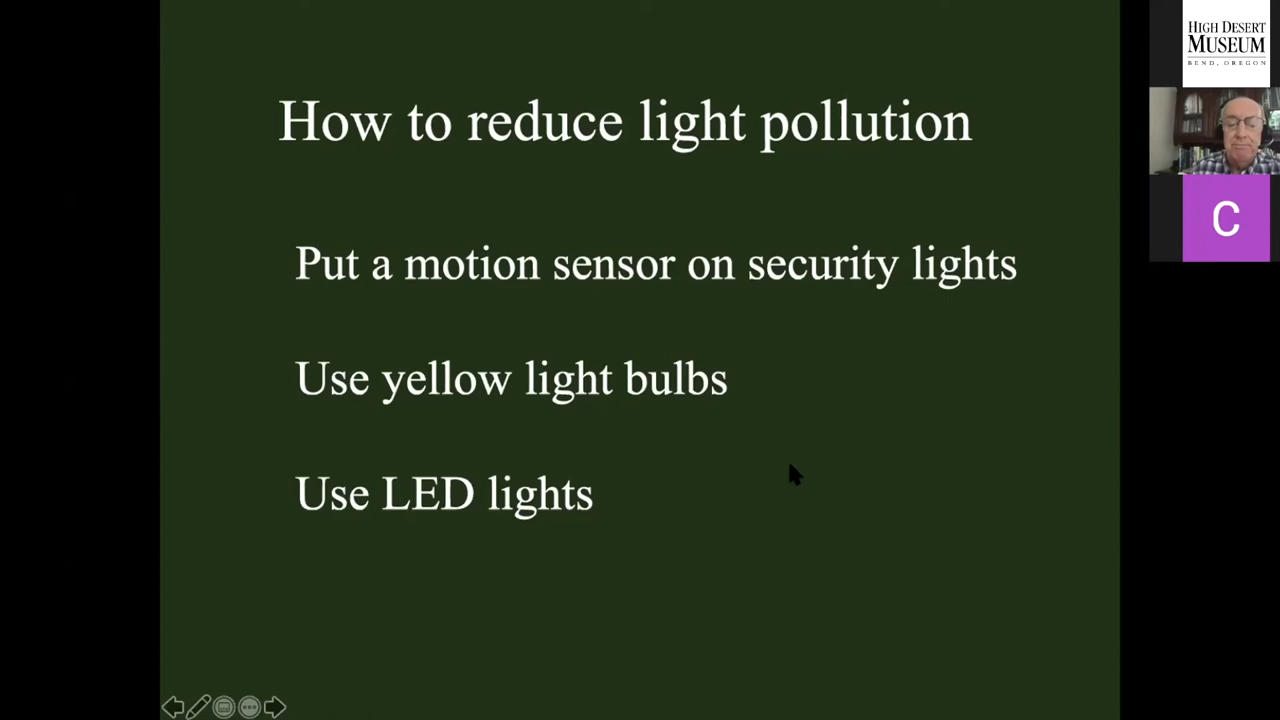 How to reduce light pollution
Put a motion sensor on security lights
Use yellow light bulbs
Use LED lights
HIGH DESERT
MUSEUM
BEND, OREGON
C